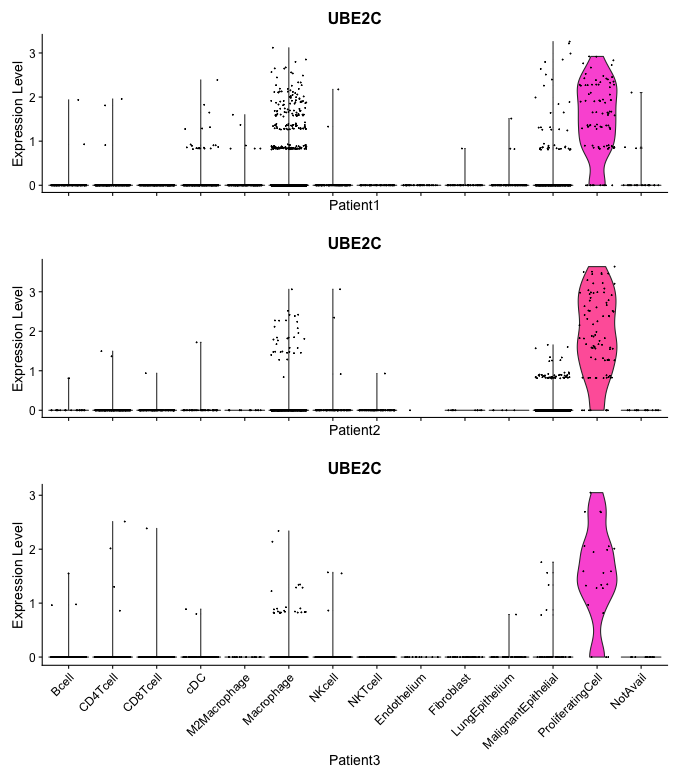 UBE2C
Expression Level
3
2
1
0
Patient1
UBE2C
Expression Level
3
2
1
0
Patient2
UBE2C
Expression Level
3
2
1
0
Bcell
CD4Tcell
CD8Tcell
cDC
M2Macrophage
Macrophage
NKcell
NKTcell
Endothelium
Fibroblast
LungEpithelium
MalignantEpithelial
ProliferatingCell
NotAvail
Patient3